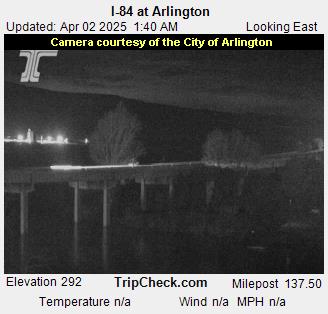 I-84 at Arlington
Updated: Apr 02 2025 1:40 AM Looking East
Camera courtesy of the City of Arlington
Elevation 292 TripCheck.com Milepost 137.50
Temperature n/a Wind n/a MPH n/a